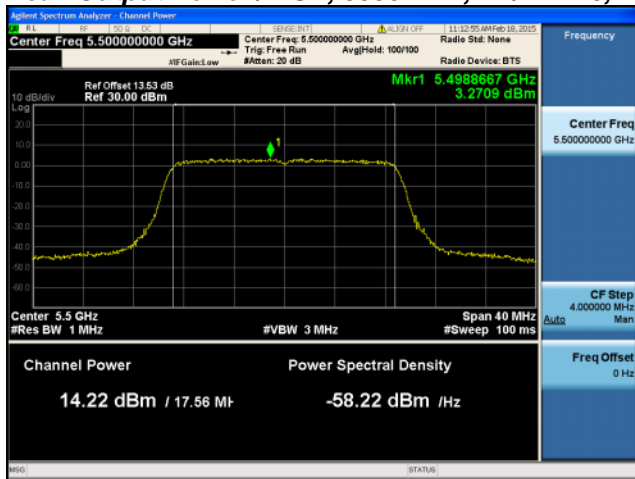 Agilent Spectrum Analyzer - Channel Power
RL RF 50 Ω DC SENSE:INT ALIGN OFF 11:12:55 AM Feb 18, 2015
Center Freq 5.500000000 GHz
Center Freq: 5.500000000 GHz
Radio Std: None
Trig: Free Run Avg|Hold: 100/100
#IFGain:Low #Atten: 20 dB Radio Device: BTS
Frequency
Mkr1 5.4988667 GHz
3.2709 dBm
Ref Offset 13.53 dB
10 dB/div Ref 30.00 dBm
Log
20.0
10.0
0.00
-10.0
-20.0
-30.0
-40.0
-50.0
-60.0
1
Center Freq
5.500000000 GHz
CF Step
4.000000 MHz
Auto Man
Freq Offset
0 Hz
Center 5.5 GHz Span 40 MHz
#Res BW 1 MHz #VBW 3 MHz #Sweep 100 ms
Channel Power Power Spectral Density
14.22 dBm / 17.56 MH -58.22 dBm /Hz
MSG STATUS